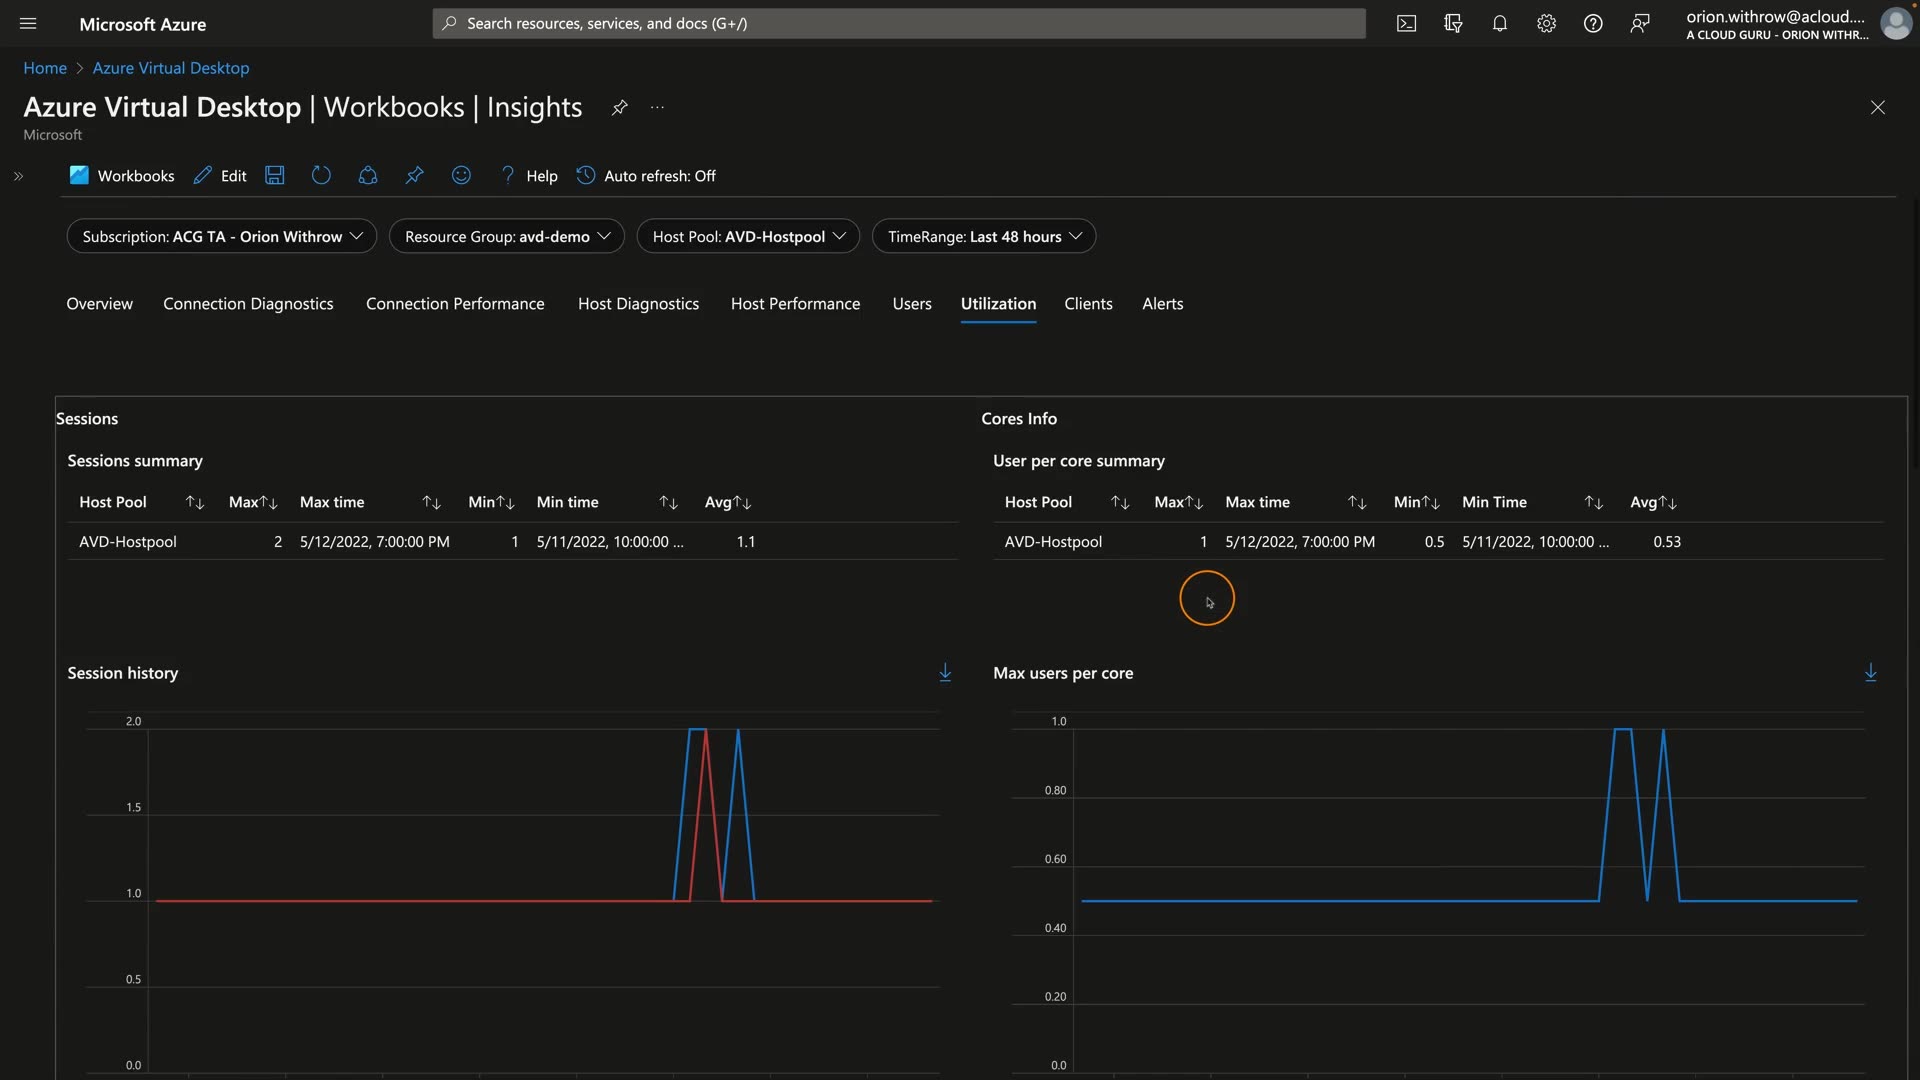 Microsoft Azure
Search resources, services, and docs (G+/)
orion.withrow@acloud....
A CLOUD GURU - ORION WITHR...
Home > Azure Virtual Desktop
Azure Virtual Desktop | Workbooks | Insights
Microsoft
Workbooks Edit ? Help Auto refresh: Off
Subscription: ACG TA - Orion Withrow Resource Group: avd-demo Host Pool: AVD-Hostpool TimeRange: Last 48 hours
Overview Connection Diagnostics Connection Performance Host Diagnostics Host Performance Users Utilization Clients Alerts
Sessions
Sessions summary
Host Pool Max Max time Min Min time Avg
AVD-Hostpool 2 5/12/2022, 7:00:00 PM 1 5/11/2022, 10:00:00 ... 1.1
Session history
2.0
1.5
1.0
0.5
0.0
Cores Info
User per core summary
Host Pool Max Max time Min Min Time Avg
AVD-Hostpool 1 5/12/2022, 7:00:00 PM 0.5 5/11/2022, 10:00:00 ... 0.53
Max users per core
1.0
0.80
0.60
0.40
0.20
0.0